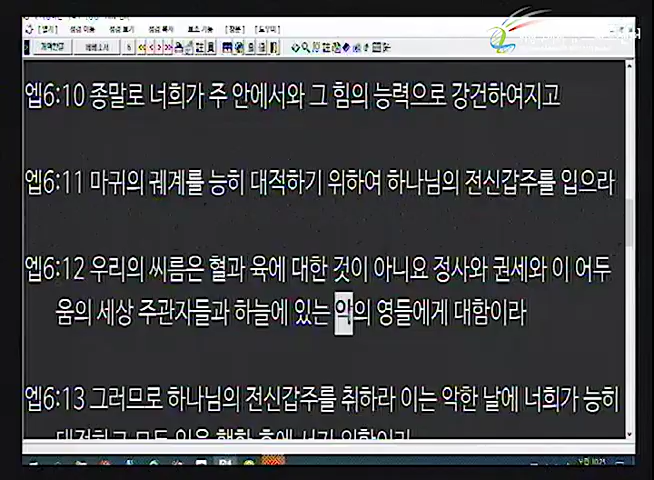 엡6:10 종말로 너희가 주 안에서와 그 힘의 능력으로 강건하여지고
엡6:11 마귀의 궤계를 능히 대적하기 위하여 하나님의 전신갑주를 입으라
엡6:12 우리의 씨름은 혈과 육에 대한 것이 아니요 정사와 권세와 이 어두
움의 세상 주관자들과 하늘에 있는 악의 영들에게 대함이라
엡6:13 그러므로 하나님의 전신갑주를 취하라 이는 악한 날에 너희가 능히